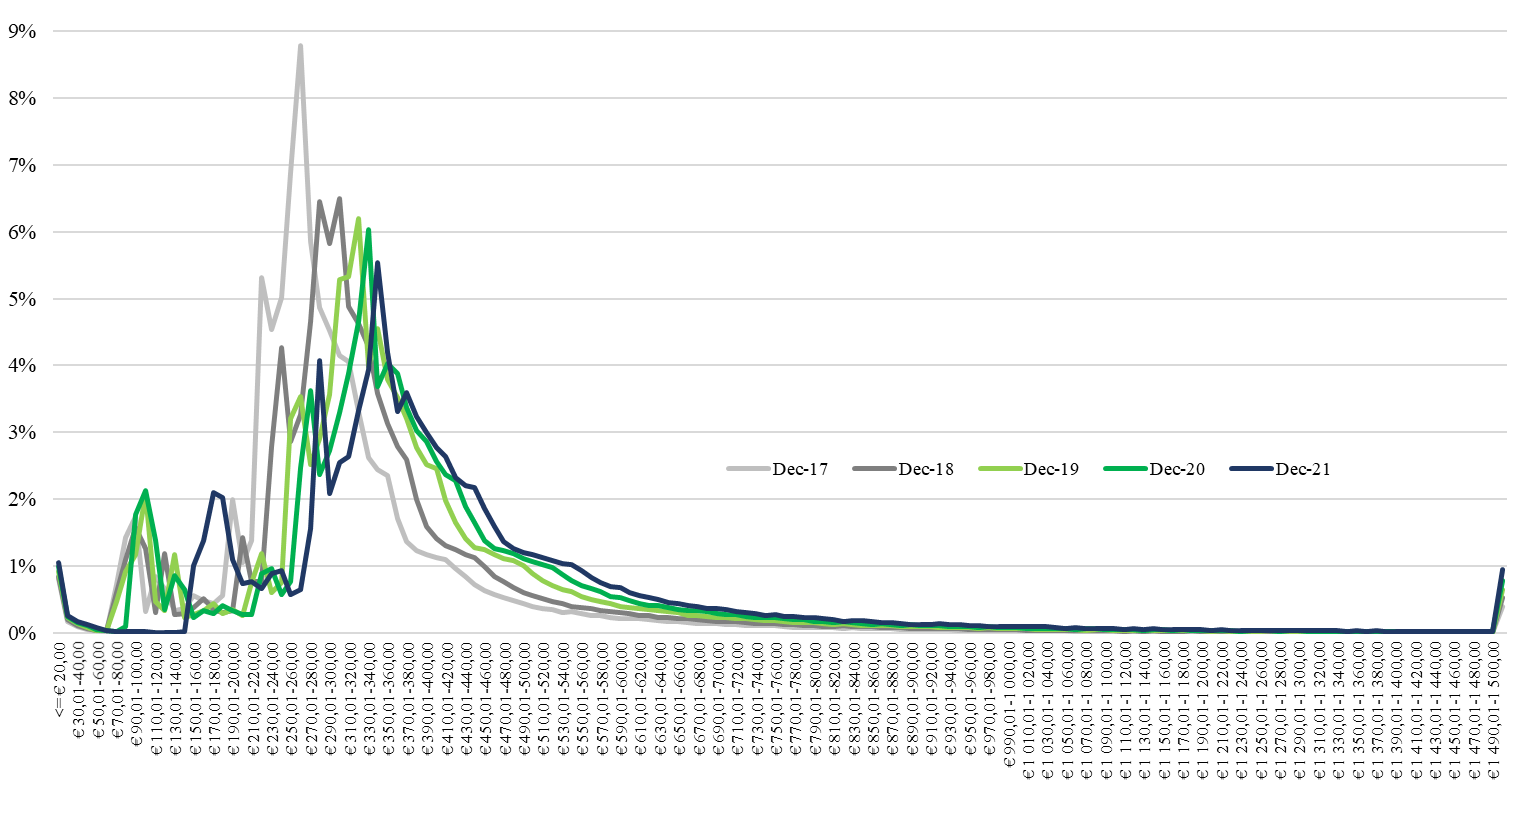 9%
8%
7%
6%
5%
4%
3%
2%
1%
0%
Dec-17
Dec-18
Dec-19
Dec-20
Dec-21
<=€ 20,00
€ 30,01 -40,00
€ 50,01 -60,00
€ 70,01 -80,00
€ 90,01 -100,00
€ 110,01 -120,00
€ 130,01 -140,00
€ 150,01 -160,00
€ 170,01 -180,00
€ 190,01 -200,00
€ 210,01 -220,00
€ 230,01 -240,00
€ 250,01 -260,00
€ 270,01 -280,00
€ 290,01 -300,00
€ 310,01 -320,00
€ 330,01 -340,00
€ 350,01 -360,00
€ 370,01 -380,00
€ 390,01 -400,00
€ 410,01 -420,00
€ 430,01 -440,00
€ 450,01 -460,00
€ 470,01 -480,00
€ 490,01 -500,00
€ 510,01 -520,00
€ 530,01 -540,00
€ 550,01 -560,00
€ 570,01 -580,00
€ 590,01 -600,00
€ 610,01 -620,00
€ 630,01 -640,00
€ 650,01 -660,00
€ 670,01 -680,00
€ 690,01 -700,00
€ 710,01 -720,00
€ 730,01 -740,00
€ 750,01 -760,00
€ 770,01 -780,00
€ 790,01 -800,00
€ 810,01 -820,00
€ 830,01 -840,00
€ 850,01 -860,00
€ 870,01 -880,00
€ 890,01 -900,00
€ 910,01 -920,00
€ 930,01 -940,00
€ 950,01 -960,00
€ 970,01 -980,00
€ 990,01 -1 000,00
€ 1 010,01 -1 020,00
€ 1 030,01 -1 040,00
€ 1 050,01 -1 060,00
€ 1 070,01 -1 080,00
€ 1 090,01 -1 100,00
€ 1 110,01 -1 120,00
€ 1 130,01 -1 140,00
€ 1 150,01 -1 160,00
€ 1 170,01 -1 180,00
€ 1 190,01 -1 200,00
€ 1 210,01 -1 220,00
€ 1 230,01 -1 240,00
€ 1 250,01 -1 260,00
€ 1 270,01 -1 280,00
€ 1 290,01 -1 300,00
€ 1 310,01 -1 320,00
€ 1 330,01 -1 340,00
€ 1 350,01 -1 360,00
€ 1 370,01 -1 380,00
€ 1 390,01 -1 400,00
€ 1 410,01 -1 420,00
€ 1 430,01 -1 440,00
€ 1 450,01 -1 460,00
€ 1 470,01 -1 480,00
€ 1 490,01 -1 500,00